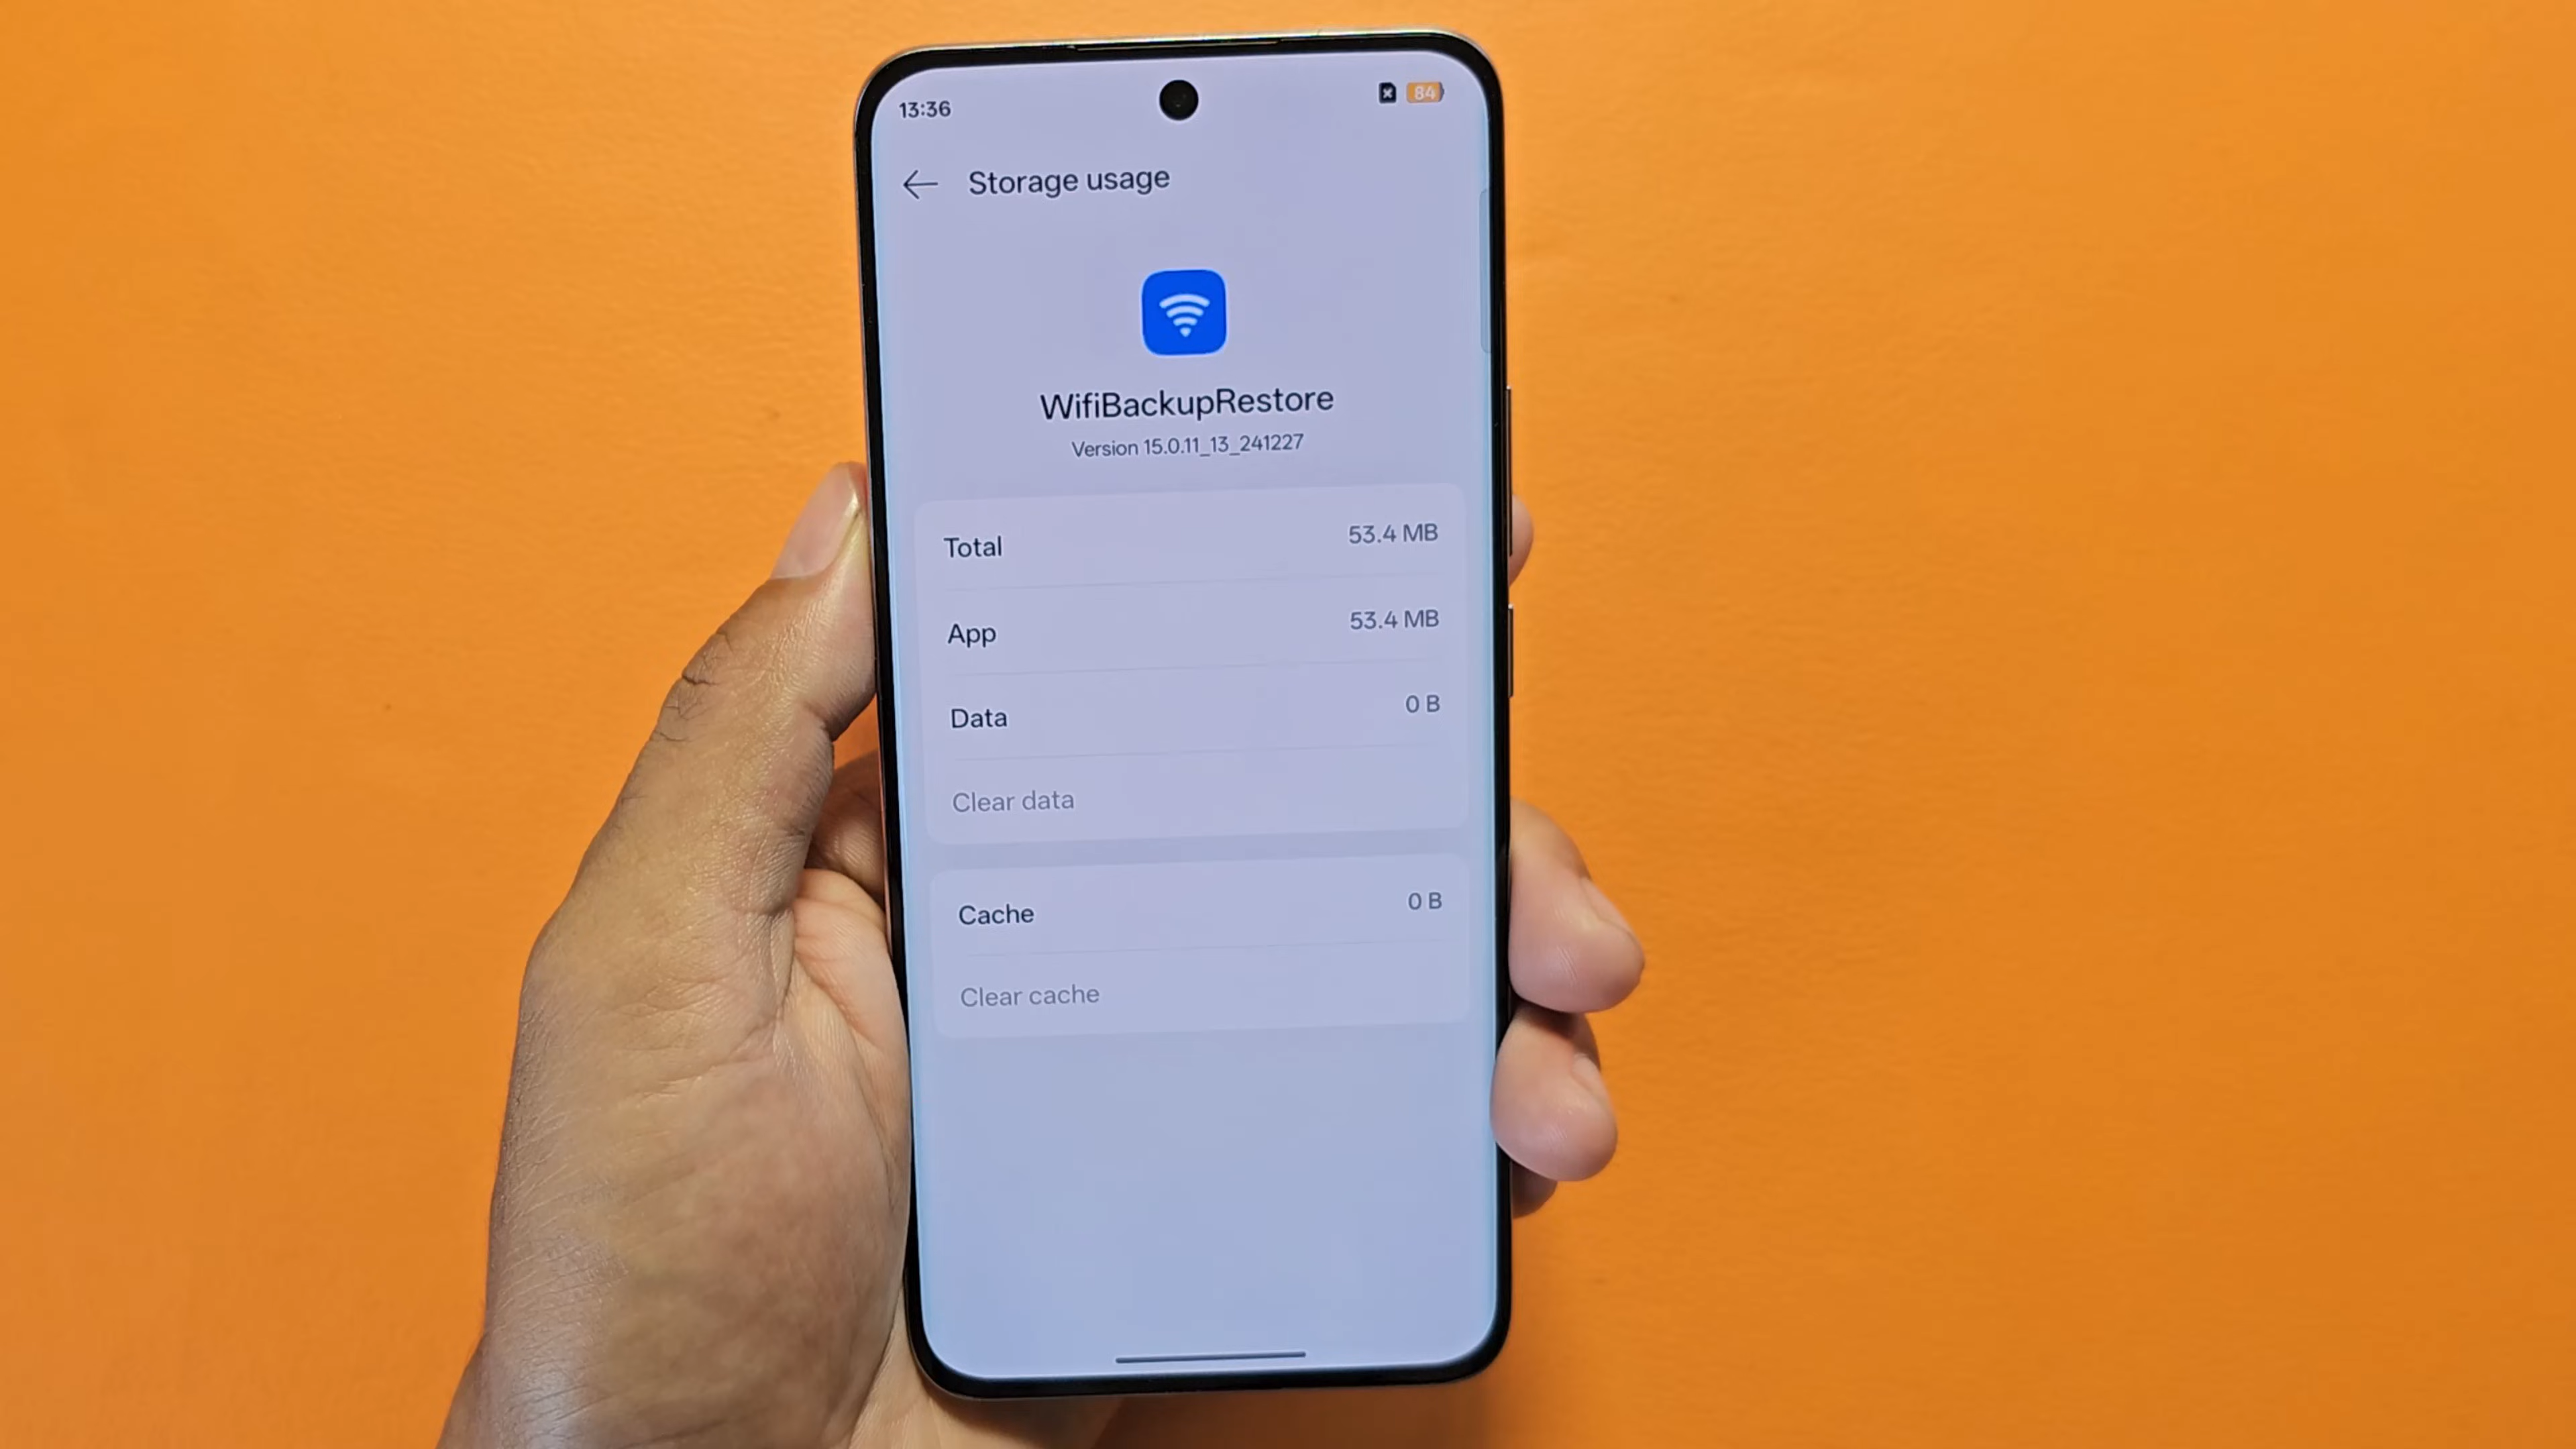 13:36
84
Storage usage
WifiBackupRestore
Version 15.0.11_13_241227
Total 53.4 MB
App 53.4 MB
Data 0 B
Clear data
Cache 0 B
Clear cache